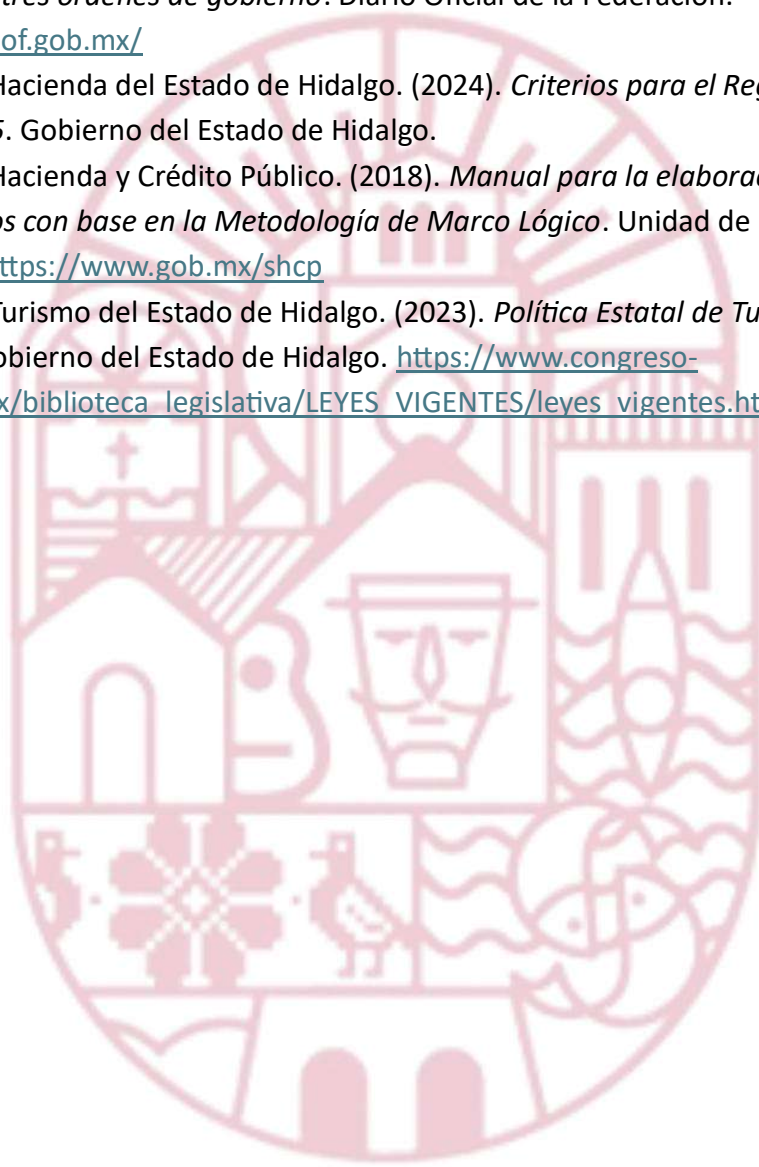 tres órdenes de gobierno. Diario Oficial de la Federación.
of.gob.mx/
Hacienda del Estado de Hidalgo. (2024). Criterios para el Reg
. Gobierno del Estado de Hidalgo.
Hacienda y Crédito Público. (2018). Manual para la elaborac
os con base en la Metodología de Marco Lógico. Unidad de
ttps://www.gob.mx/shcp
Turismo del Estado de Hidalgo. (2023). Política Estatal de Tu
obierno del Estado de Hidalgo. https://www.congreso-
x/biblioteca_legislativa/LEYES_VIGENTES/leyes_vigentes.ht